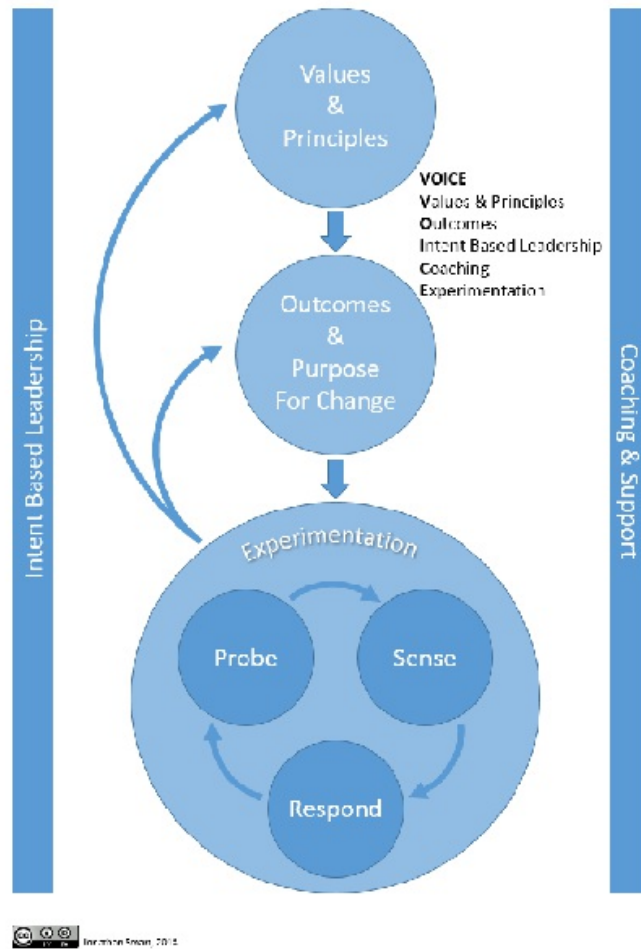 Values
&
Principles
VOICE
Values & Principles
Outcomes
Intent Based Leadership
Coaching
Experimentation
Outcomes
&
Purpose
For Change
Intent Based Leadership
Coaching & Support
Experimentation
Probe
Sense
Respond
cc
Jonathan Smart,